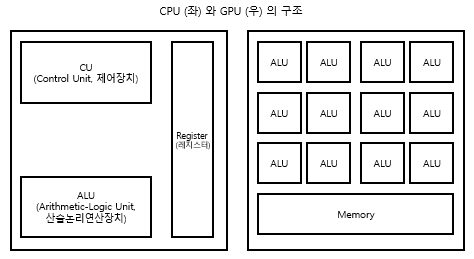 CPU (좌) 와 GPU (우) 의 구조
CU
(Control Unit, 제어장치)
Register
(레지스터)
ALU
(Arithmetic-Logic Unit,
산술논리연산장치)
ALU ALU ALU ALU
ALU ALU ALU ALU
ALU ALU ALU ALU
Memory